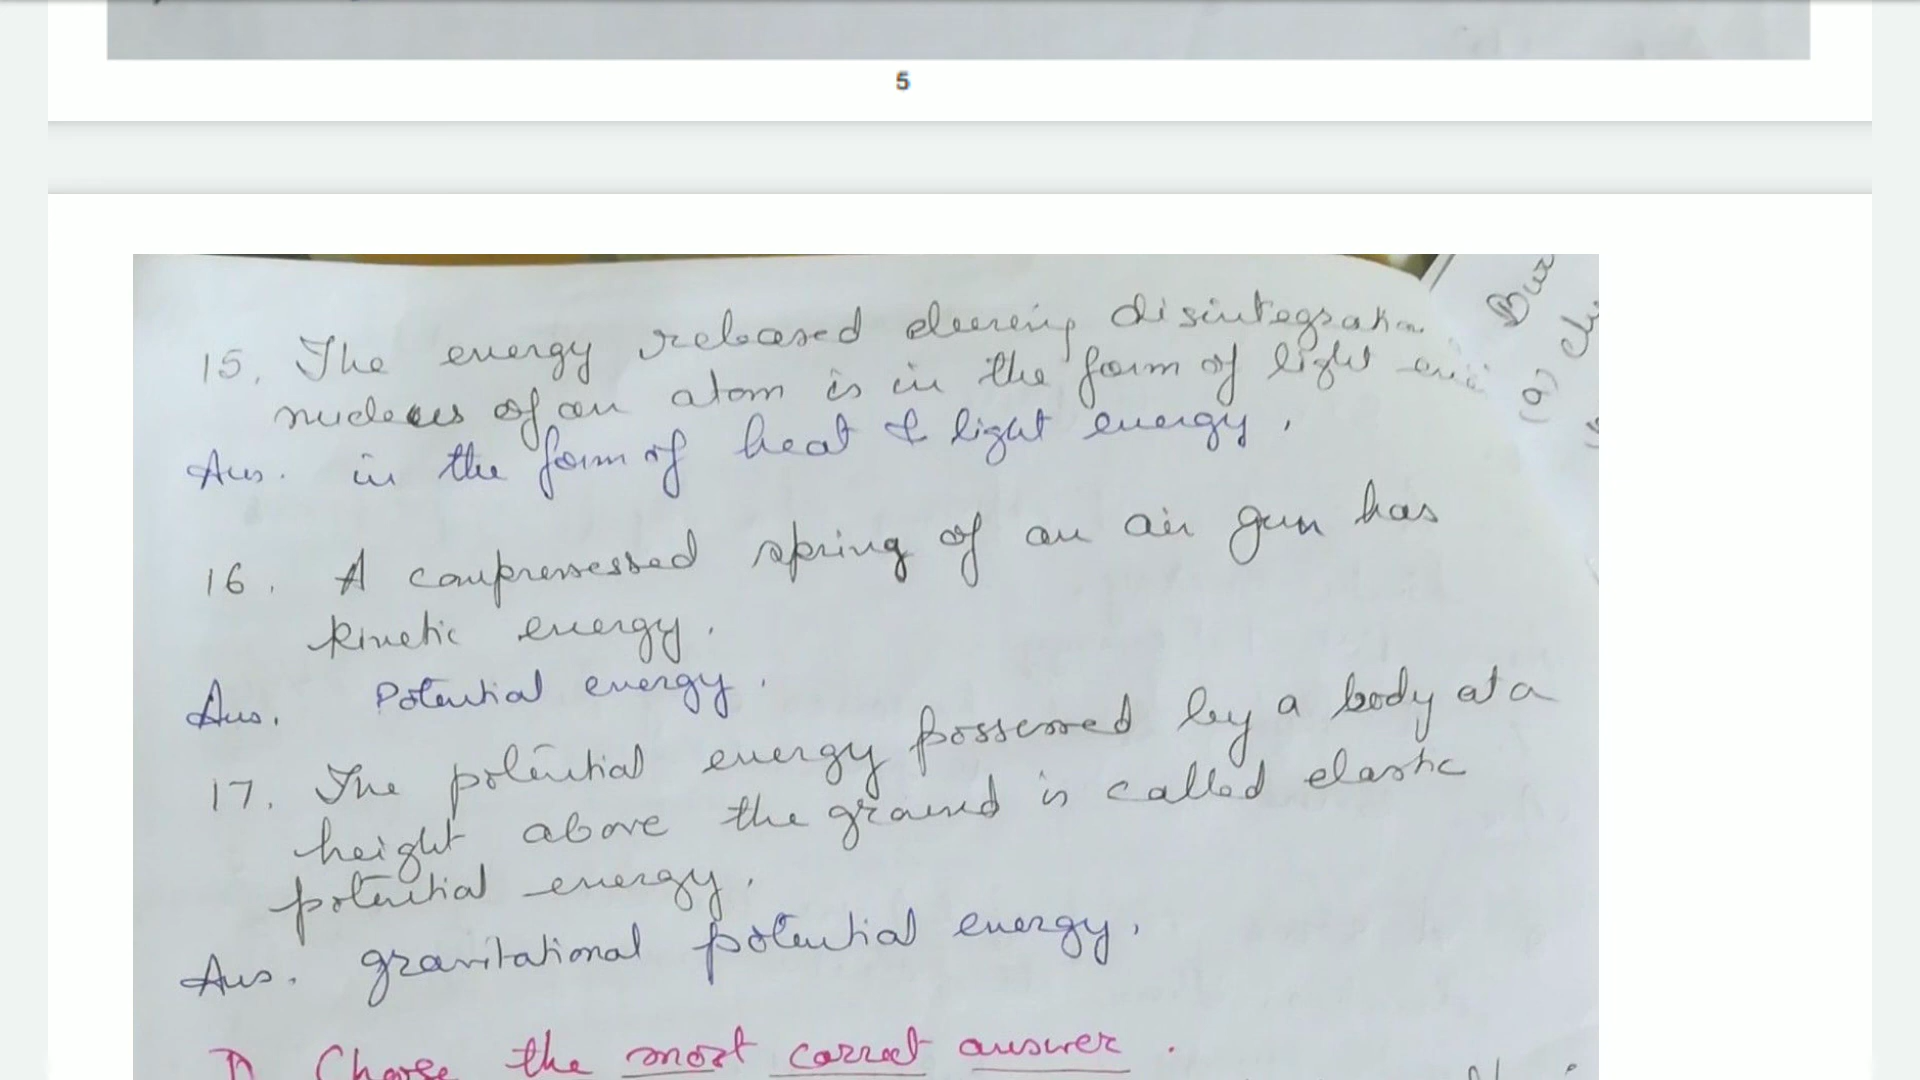 5
15. The energy released during disintegration
nucleus of an atom is in the form of light
Ans. in the form of heat & light energy.
16. A compressessed spring of an air gun has
kinetic energy.
Ans. Potential energy.
17. The potential energy possessed by a body at a
height above the ground is called elastic
potential energy.
Ans. gravitational potential energy.
D Choose the most correct answer.
Bur
(a)